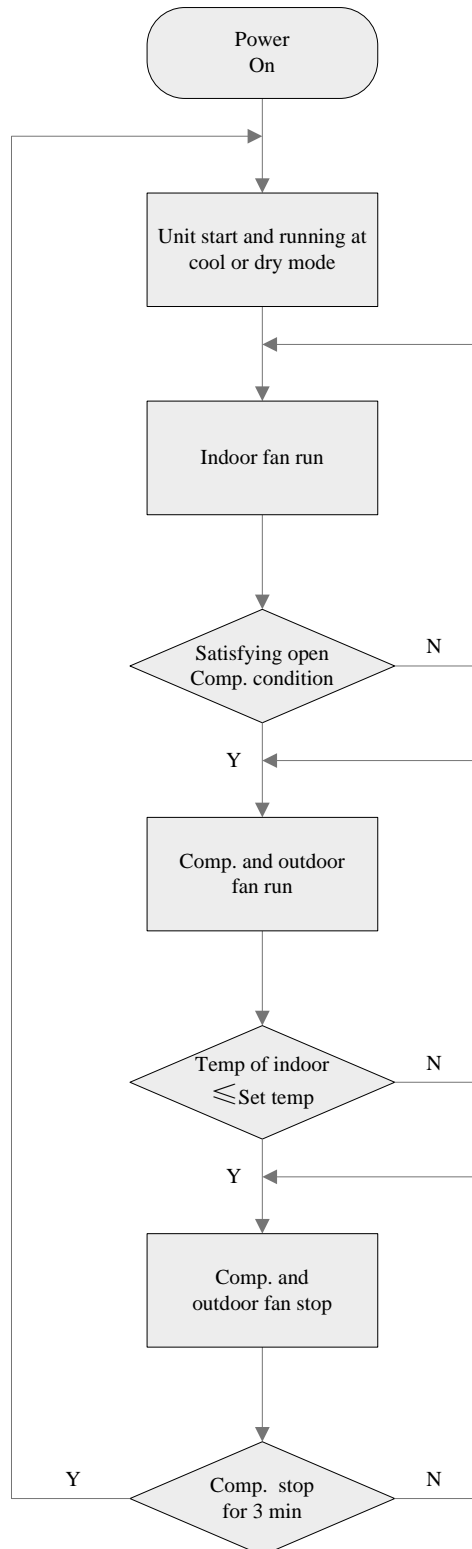 Power
On
Unit start and running at
cool or dry mode
Indoor fan run
Satisfying open
Comp. condition
N
Y
Comp. and outdoor
fan run
Temp of indoor
≤Set temp
N
Y
Comp. and
outdoor fan stop
Y
Comp. stop
for 3 min
N